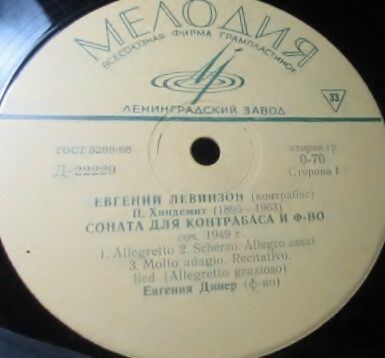 МЕЛОДИЯ
ВСЕСОЮЗНАЯ ФИРМА ГРАМПЛАСТИНОК
33
ЛЕНИНГРАДСКИЙ ЗАВОД
ГОСТ 5289-68
вторая гр
Д-22229
0-70
Сторона 1
ЕВГЕНИЙ ЛЕВИНЗОН (контрабас)
П. Хиндемит (1895—1963)
СОНАТА ДЛЯ КОНТРАБАСА И Ф-ВО
соч. 1949 г.
1. Allegretto 2. Scherzo. Allegro assai
3. Molto adagio. Recitativo.
lied (Allegretto grazioso)
Евгения Динер (ф-во)